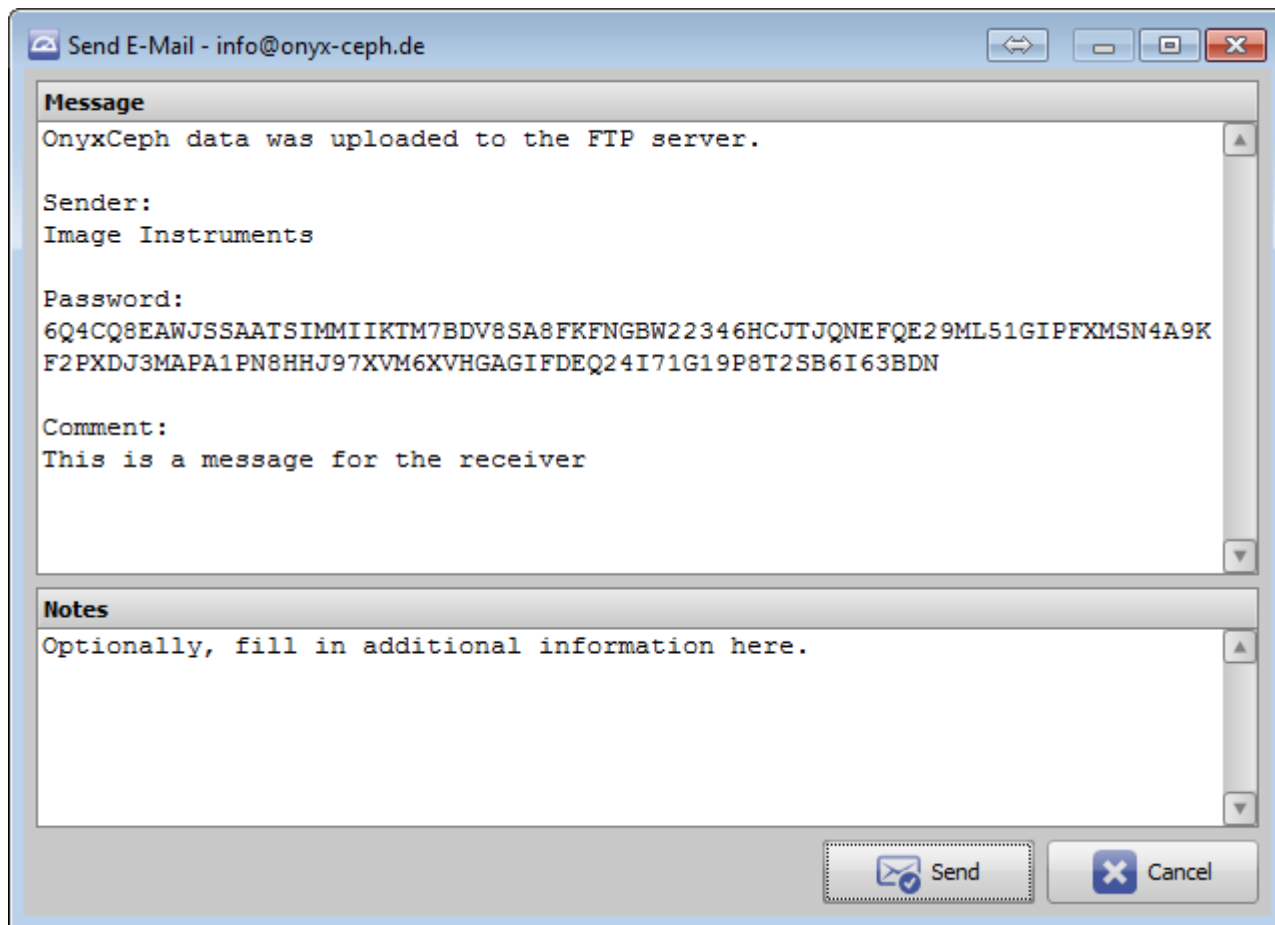 Send E-Mail - info@onyx-ceph.de
Message
OnyxCeph data was uploaded to the FTP server.
Sender:
Image Instruments
Password:
6Q4CQ8EAWJSSAATSIMMIIKTM7BDV8SA8FKFNGBW22346HCJTJQNEFQE29ML51GIPFXMSN4A9K
F2PXDJ3MAPA1PN8HHJ97XVM6XVHGAGIFDEQ24I71G19P8T2SB6I63BDN
Comment:
This is a message for the receiver
Notes
Optionally, fill in additional information here.
Send
Cancel